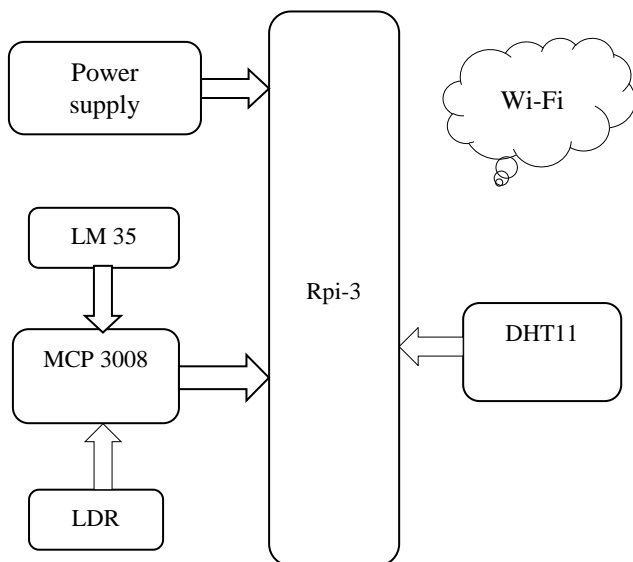 Power
supply
Wi-Fi
LM 35
Rpi-3
MCP 3008
DHT11
LDR